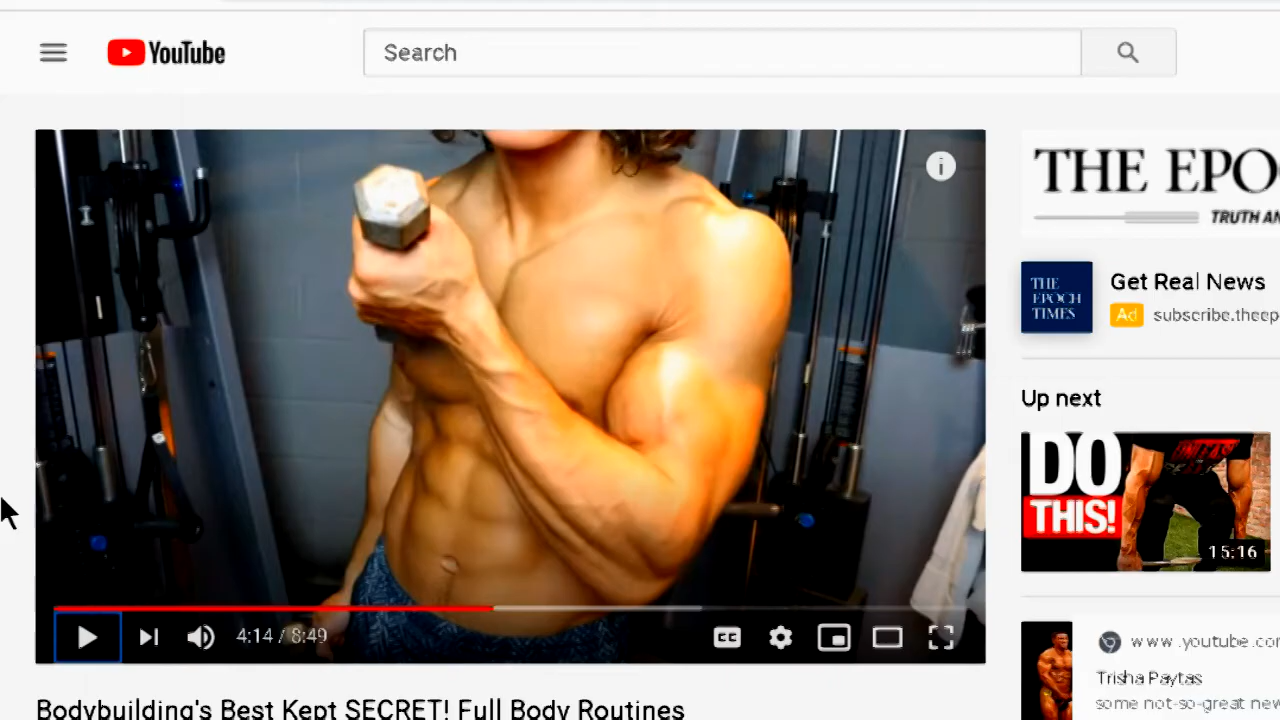 YouTube
Search
THE EPO
TRUTH AN
THE
EPOCH
TIMES
Get Real News
Ad subscribe.theep
Up next
DO
THIS!
15:16
4:14 / 8:49
CC
www.youtube.com
Trisha Paytas
some not-so-great new
Bodybuilding's Best Kept SECRET! Full Body Routines